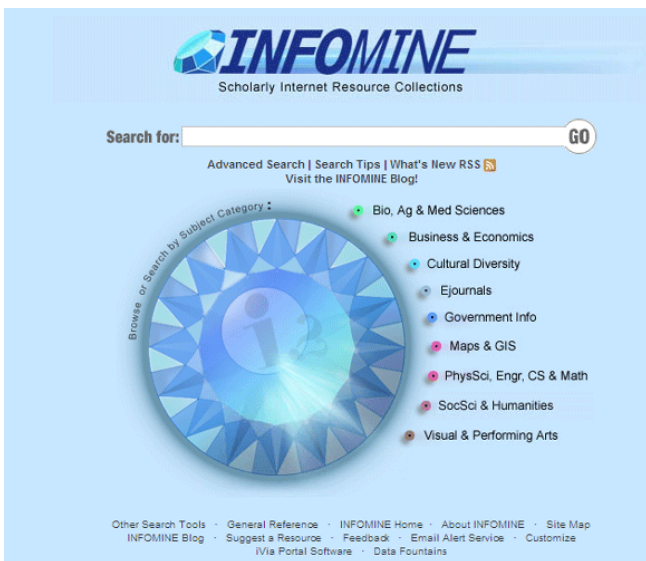 INFOMINE
Scholarly Internet Resource Collections
Search for: GO
Advanced Search | Search Tips | What's New RSS
Visit the INFOMINE Blog!
Browse or Search by Subject Category :
Bio, Ag & Med Sciences
Business & Economics
Cultural Diversity
Ejournals
Government Info
Maps & GIS
PhysSci, Engr, CS & Math
SocSci & Humanities
Visual & Performing Arts
i.2
Other Search Tools · General Reference · INFOMINE Home · About INFOMINE · Site Map
INFOMINE Blog · Suggest a Resource · Feedback · Email Alert Service · Customize
iVia Portal Software · Data Fountains